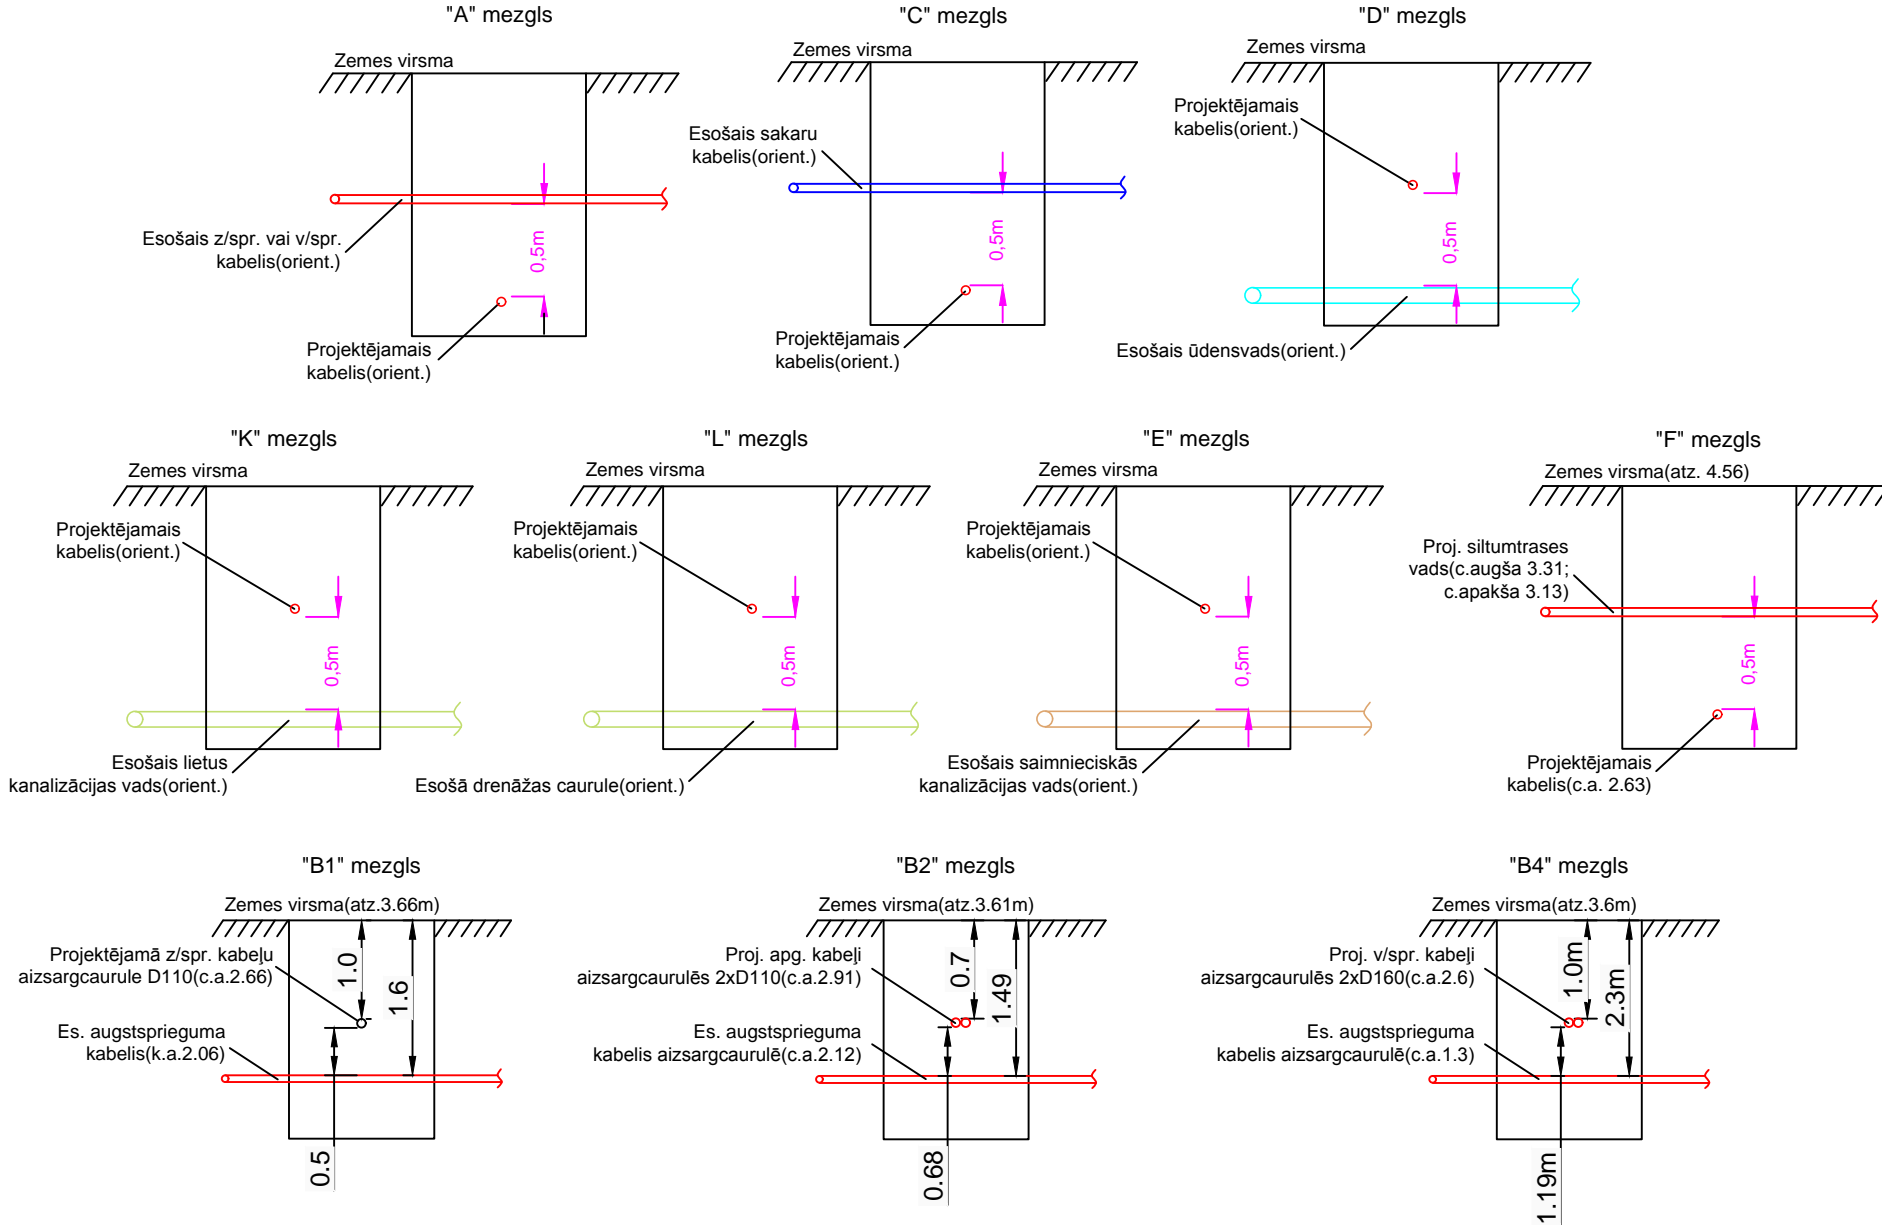 "A" mezgls
Zemes virsma
Esošais z/spr. vai v/spr.
kabelis(orient.)
0,5m
Projektējamais
kabelis(orient.)
"C" mezgls
Zemes virsma
Esošais sakaru
kabelis(orient.)
0,5m
Projektējamais
kabelis(orient.)
"D" mezgls
Zemes virsma
Projektējamais
kabelis(orient.)
0,5m
Esošais ūdensvads(orient.)
"K" mezgls
Zemes virsma
Projektējamais
kabelis(orient.)
0,5m
Esošais lietus
kanalizācijas vads(orient.)
"L" mezgls
Zemes virsma
Projektējamais
kabelis(orient.)
0,5m
Esošā drenāžas caurule(orient.)
"E" mezgls
Zemes virsma
Projektējamais
kabelis(orient.)
0,5m
Esošais saimnieciskās
kanalizācijas vads(orient.)
"F" mezgls
Zemes virsma(atz. 4.56)
Proj. siltumtrases
vads(c.augša 3.31;
c.apakša 3.13)
0,5m
Projektējamais
kabelis(c.a. 2.63)
"B1" mezgls
Zemes virsma(atz.3.66m)
Projektējamā z/spr. kabeļu
aizsargcaurule D110(c.a.2.66)
1.0
1.6
Es. augstsprieguma
kabelis(k.a.2.06)
0.5
"B2" mezgls
Zemes virsma(atz.3.61m)
Proj. apg. kabeļi
aizsargcaurulēs 2xD110(c.a.2.91)
0.7
1.49
Es. augstsprieguma
kabelis aizsargcaurulē(c.a.2.12)
0.68
"B4" mezgls
Zemes virsma(atz.3.6m)
Proj. v/spr. kabeļi
aizsargcaurulēs 2xD160(c.a.2.6)
1.0m
2.3m
Es. augstsprieguma
kabelis aizsargcaurulē(c.a.1.3)
1.19m